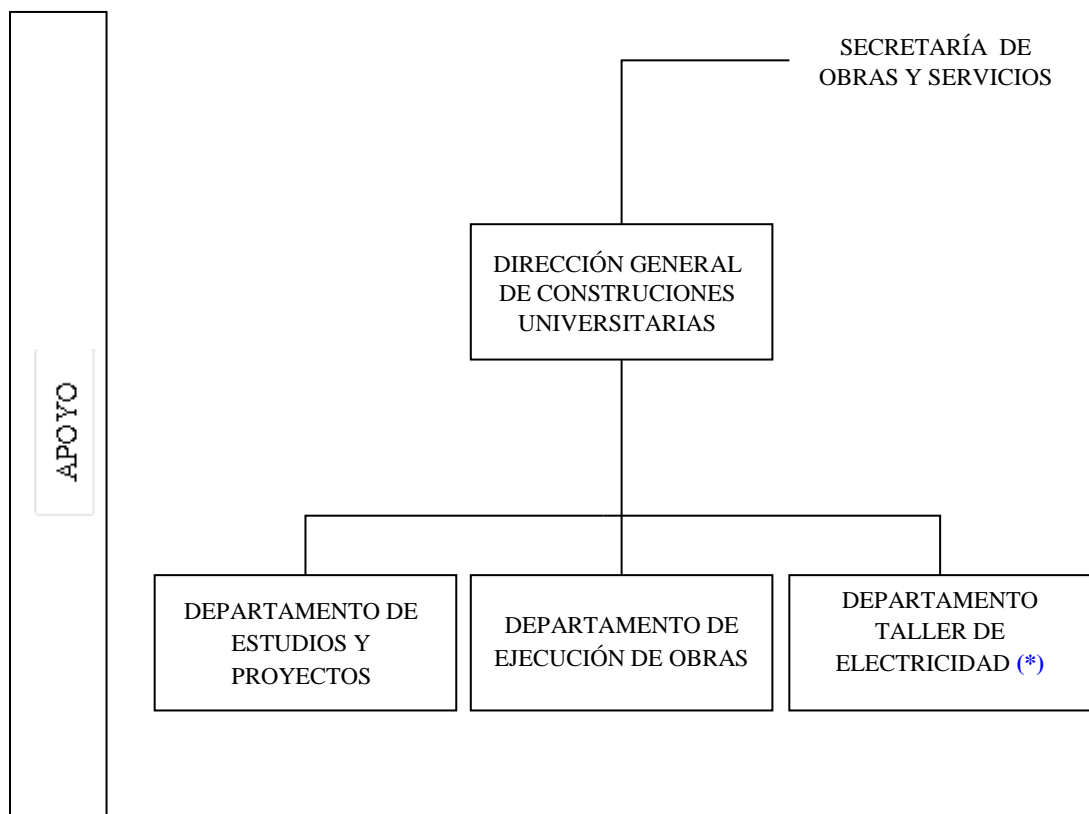 SECRETARÍA DE
OBRAS Y SERVICIOS
DIRECCIÓN GENERAL
DE CONSTRUCIONES
UNIVERSITARIAS
APOYO
DEPARTAMENTO DE
ESTUDIOS Y
PROYECTOS
DEPARTAMENTO DE
EJECUCIÓN DE OBRAS
DEPARTAMENTO
TALLER DE
ELECTRICIDAD (*)